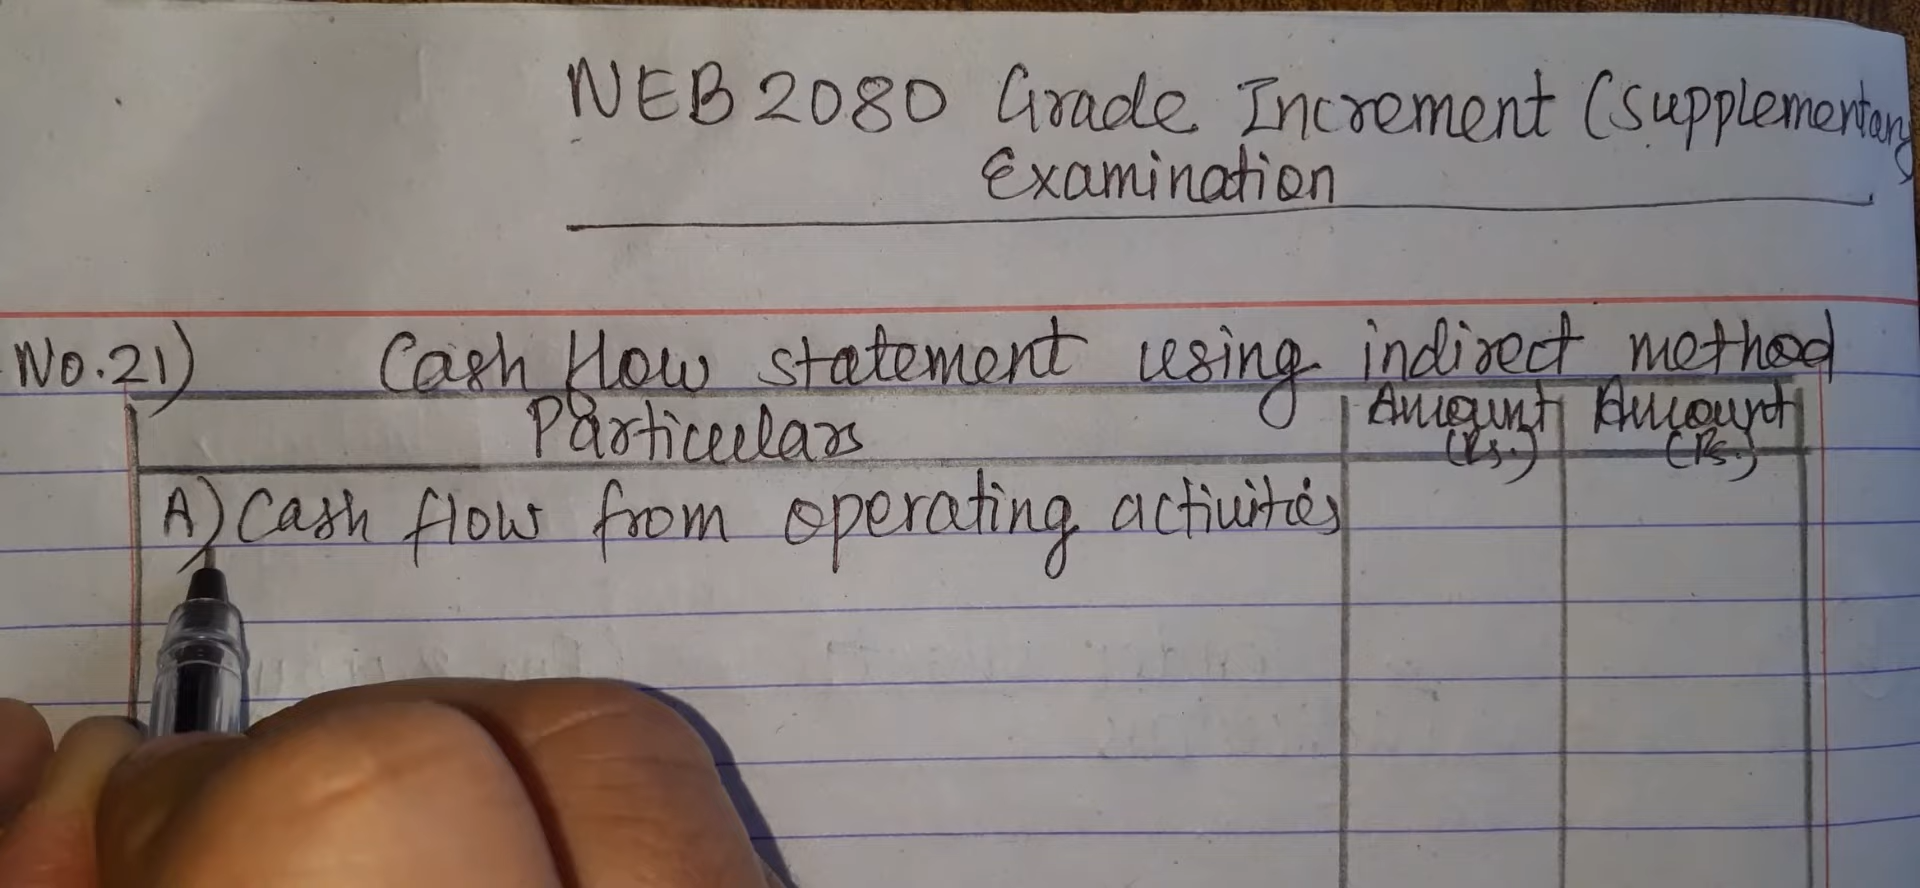 NEB 2080 Grade Increment (Supplementary
Examination
No.21) Cash flow statement using indirect method
Particulars Amount (Rs.) Amount (Rs.)
A) Cash flow from operating activities